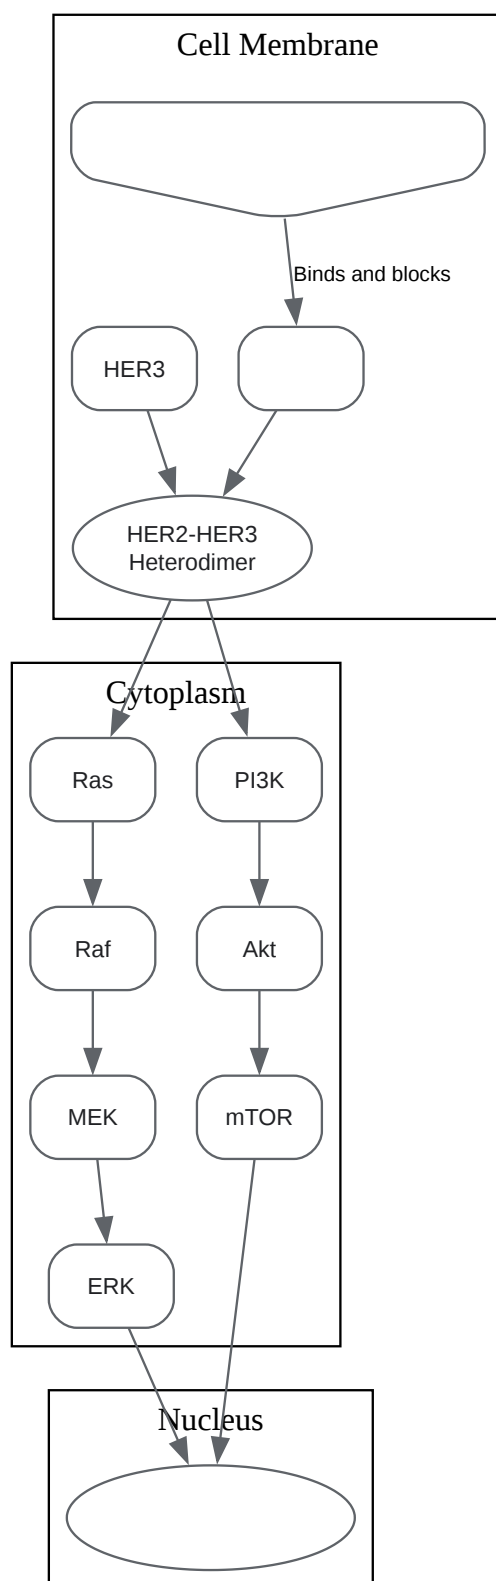 Cell Membrane
Binds and blocks
HER3
HER2-HER3
Heterodimer
Cytoplasm
Ras
PI3K
Raf
Akt
MEK
mTOR
ERK
Nucleus